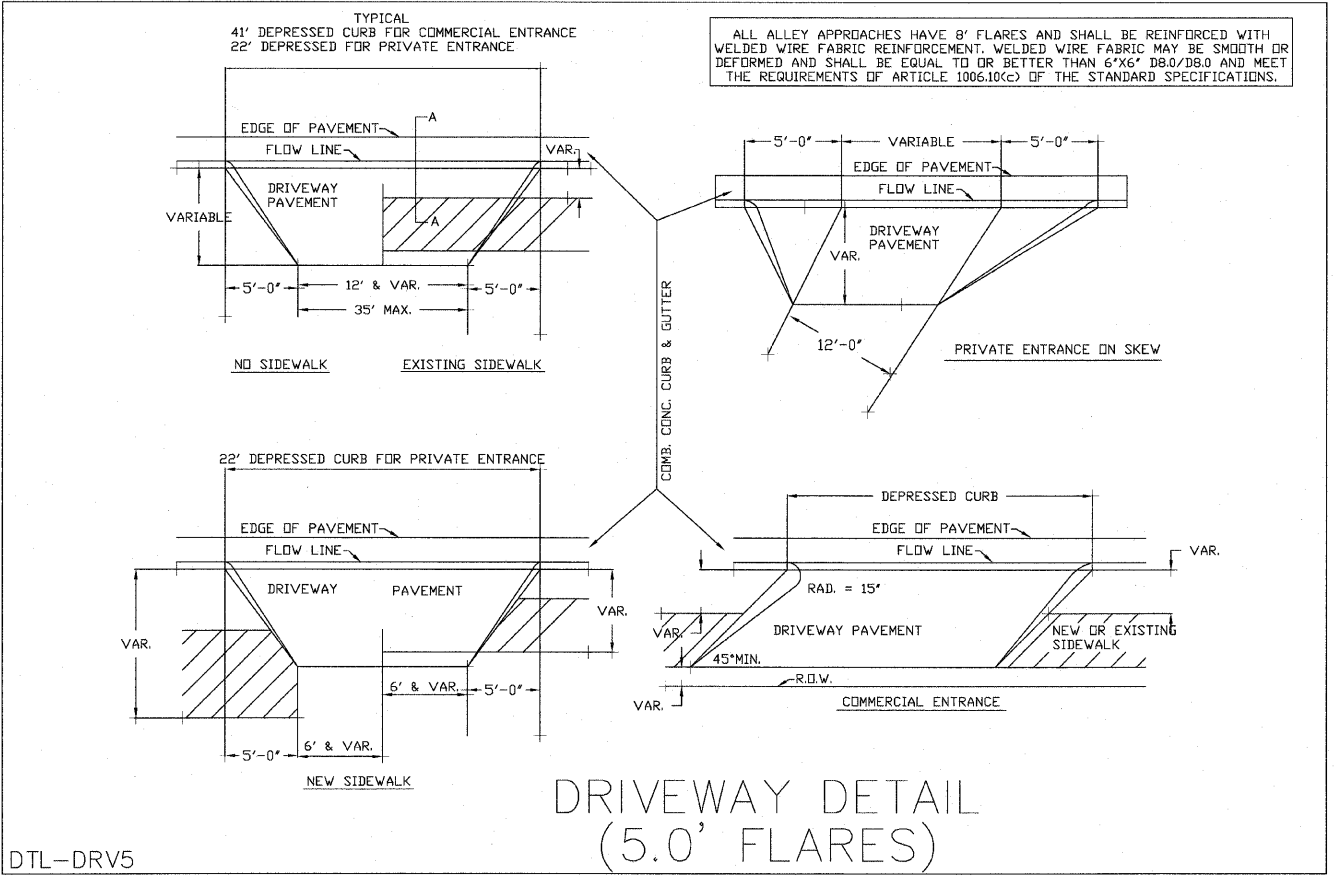 TYPICAL
41' DEPRESSED CURB FOR COMMERCIAL ENTRANCE
22' DEPRESSED FOR PRIVATE ENTRANCE
EDGE OF PAVEMENT
A
FLOW LINE
VAR.
DRIVEWAY
PAVEMENT
VARIABLE
A
5'-0"
12' & VAR.
5'-0"
35' MAX.
NO SIDEWALK
EXISTING SIDEWALK
ALL ALLEY APPROACHES HAVE 8' FLARES AND SHALL BE REINFORCED WITH
WELDED WIRE FABRIC REINFORCEMENT. WELDED WIRE FABRIC MAY BE SMOOTH OR
DEFORMED AND SHALL BE EQUAL TO OR BETTER THAN 6"X6" D8.0/D8.0 AND MEET
THE REQUIREMENTS OF ARTICLE 1006.10(c) OF THE STANDARD SPECIFICATIONS.
5'-0"
VARIABLE
5'-0"
EDGE OF PAVEMENT
FLOW LINE
DRIVEWAY
PAVEMENT
VAR.
12'-0"
PRIVATE ENTRANCE ON SKEW
COMB. CONC. CURB & GUTTER
22' DEPRESSED CURB FOR PRIVATE ENTRANCE
EDGE OF PAVEMENT
FLOW LINE
DRIVEWAY
PAVEMENT
VAR.
VAR.
6' & VAR.
5'-0"
5'-0"
6' & VAR.
NEW SIDEWALK
DEPRESSED CURB
EDGE OF PAVEMENT
FLOW LINE
VAR.
RAD. = 15"
VAR.
DRIVEWAY PAVEMENT
NEW OR EXISTING
SIDEWALK
45°MIN.
R.O.W.
VAR.
COMMERCIAL ENTRANCE
DRIVEWAY DETAIL
(5.0' FLARES)
DTL-DRV5